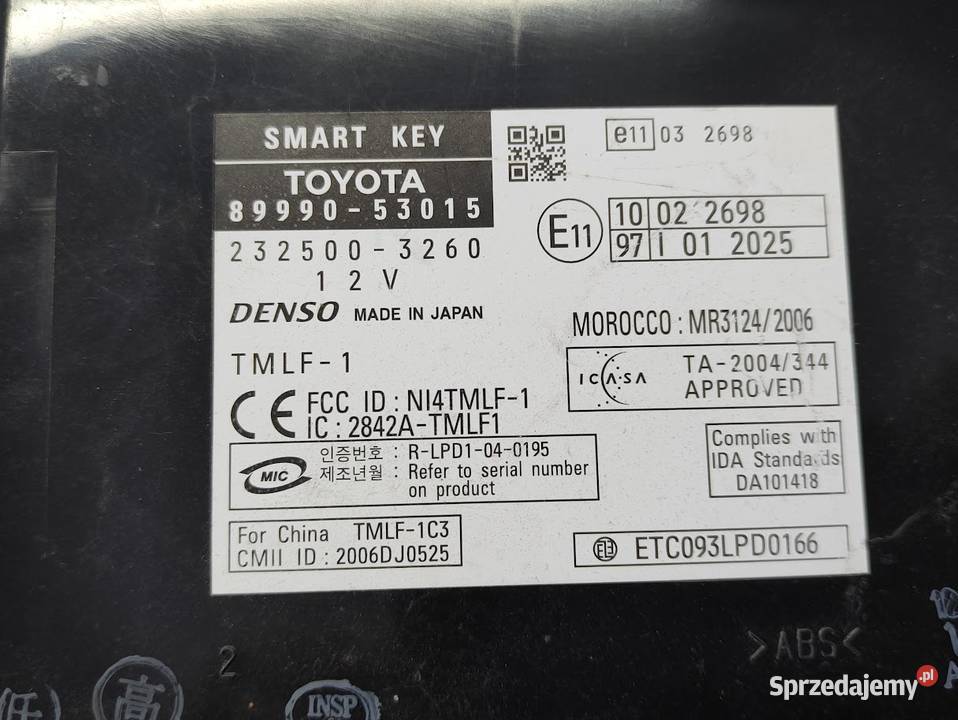 SMART KEY
TOYOTA
89990-53015
232500-3260
12V
DENSO MADE IN JAPAN
TMLF-1
CE FCC ID : NI4TMLF-1
IC : 2842A-TMLF1
MIC 인증번호 : R-LPD1-04-0195
제조년월 : Refer to serial number
on product
For China TMLF-1C3
CMII ID : 2006DJ0525
e11 03 2698
E11 10 02 2698
97 I 01 2025
MOROCCO : MR3124/2006
ICASA TA-2004/344
APPROVED
Complies with
IDA Standards
DA101418
ETC093LPD0166
>ABS<
2
低
高
INSP
Sprzedajemy.pl